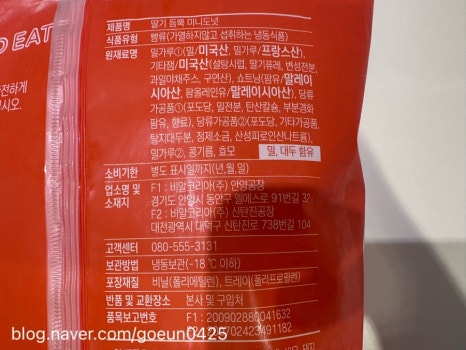 O EAT
전하게
시오.
제품명 딸기 듬뿍 미니도넛
식품유형 빵류(가열하지않고 섭취하는 냉동식품)
원재료명 밀가루①(밀/미국산, 밀가루/프랑스산),
기타잼/미국산(설탕시럽, 딸기퓨레, 변성전분,
과일야채주스, 구연산), 쇼트닝(팜유/말레이
시아산, 팜올레인유/말레이시아산), 당류
가공품①(포도당, 밀전분, 탄산칼슘, 부분경화
팜유, 향료), 당류가공품②(포도당, 기타가공품,
탈지대두분, 정제소금, 산성피로인산나트륨),
밀가루②, 콩기름, 효모 밀, 대두 함유
소비기한 별도 표시일까지(년,월,일)
업소명 및 F1 : 비알코리아(주) 안양공장
소재지 경기도 안양시 동안구 엘에스로 91번길 32
F2 : 비알코리아(주) 신탄진공장
대전광역시 대덕구 신탄진로 738번길 104
고객센터 080-555-3131
보관방법 냉동보관(-18℃ 이하)
포장재질 비닐(폴리에틸렌), 트레이(폴리프로필렌)
반품 및 교환장소 본사 및 구입처
품목보고번호 F1 : 20090288041632
702423491182
blog.naver.com/goeun0425